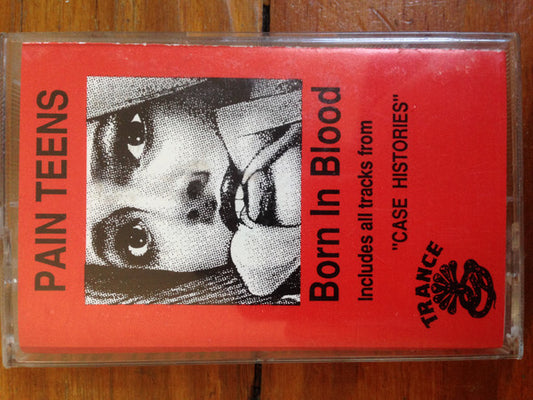 PAIN TEENS
Born In Blood
Includes all tracks from
"CASE HISTORIES"
TRANCE